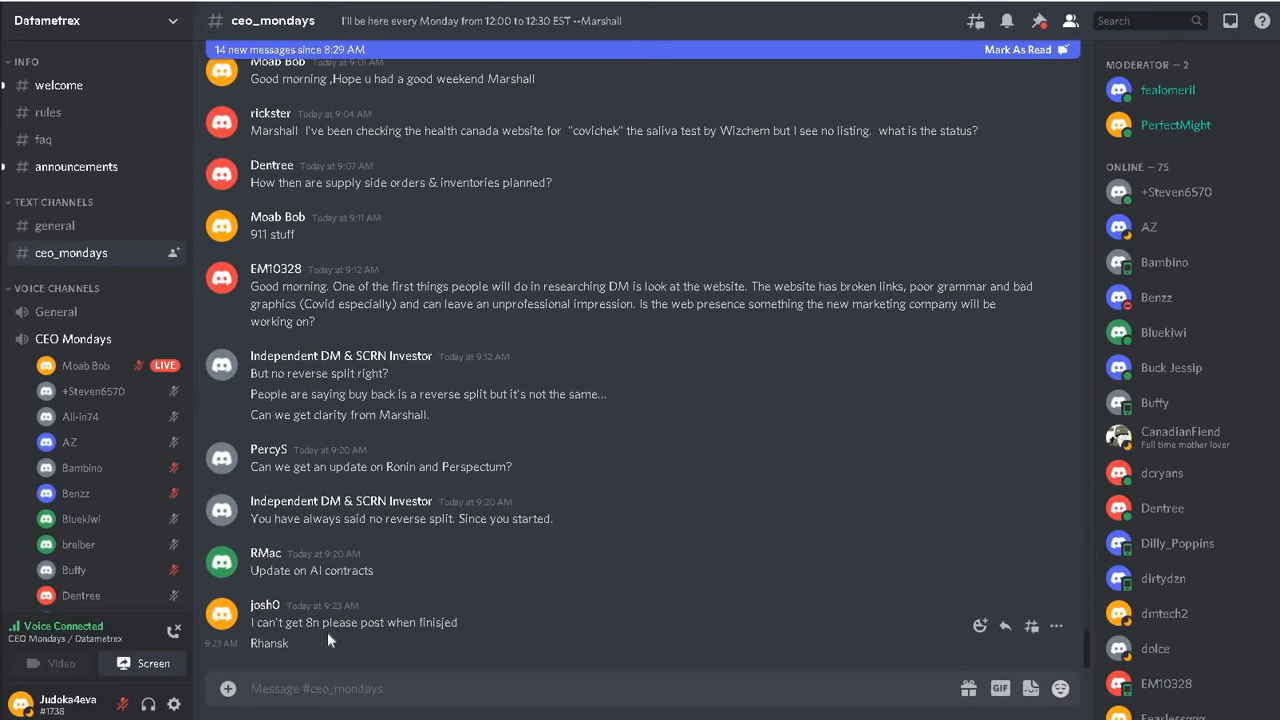 Datametrex
ceo_mondays
I'll be here every Monday from 12:00 to 12:30 EST --Marshall
Search
14 new messages since 8:29 AM
Mark As Read
INFO
welcome
rules
faq
announcements
TEXT CHANNELS
general
ceo_mondays
VOICE CHANNELS
General
CEO Mondays
Moab Bob
LIVE
+Steven6570
All-In74
AZ
Bambino
Benzz
Bluekiwi
breiber
Buffy
Dentree
Voice Connected
CEO Mondays / Datametrex
Video
Screen
Judoka4eva
#1738
Moab Bob Today at 9:01 AM
Good morning ,Hope u had a good weekend Marshall
rickster Today at 9:04 AM
Marshall I've been checking the health canada website for "covichek" the saliva test by Wizchem but I see no listing. what is the status?
Dentree Today at 9:07 AM
How then are supply side orders & inventories planned?
Moab Bob Today at 9:11 AM
911 stuff
EM10328 Today at 9:12 AM
Good morning. One of the first things people will do in researching DM is look at the website. The website has broken links, poor grammar and bad
graphics (Covid especially) and can leave an unprofessional impression. Is the web presence something the new marketing company will be
working on?
Independent DM & SCRN Investor Today at 9:12 AM
But no reverse split right?
People are saying buy back is a reverse split but it's not the same...
Can we get clarity from Marshall.
PercyS Today at 9:20 AM
Can we get an update on Ronin and Perspectum?
Independent DM & SCRN Investor Today at 9:20 AM
You have always said no reverse split. Since you started.
RMac Today at 9:20 AM
Update on AI contracts
josh0 Today at 9:23 AM
I can't get 8n please post when finisjed
9:23 AM Rhansk
Message #ceo_mondays
GIF
MODERATOR — 2
fealomeril
PerfectMight
ONLINE — 75
+Steven6570
AZ
Bambino
Benzz
Bluekiwi
Buck Jessip
Buffy
CanadianFiend
Full time mother lover
dcryans
Dentree
Dilly_Poppins
dirtydzn
dmtech2
dolce
EM10328